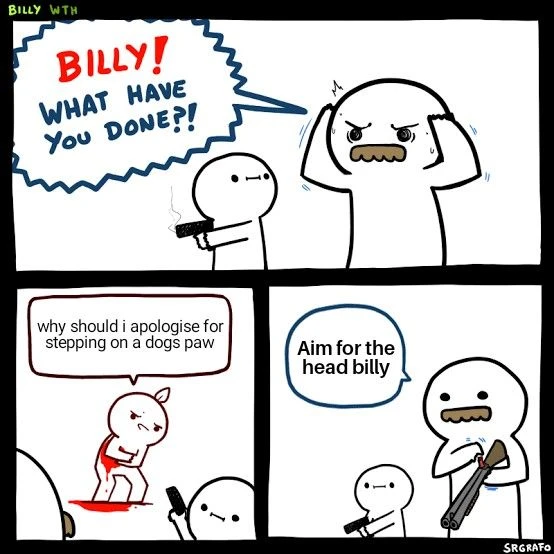 BILLY WTH
BILLY!
WHAT HAVE
YOU DONE?!
why should i apologise for
stepping on a dogs paw
Aim for the
head billy
SRGRAFO